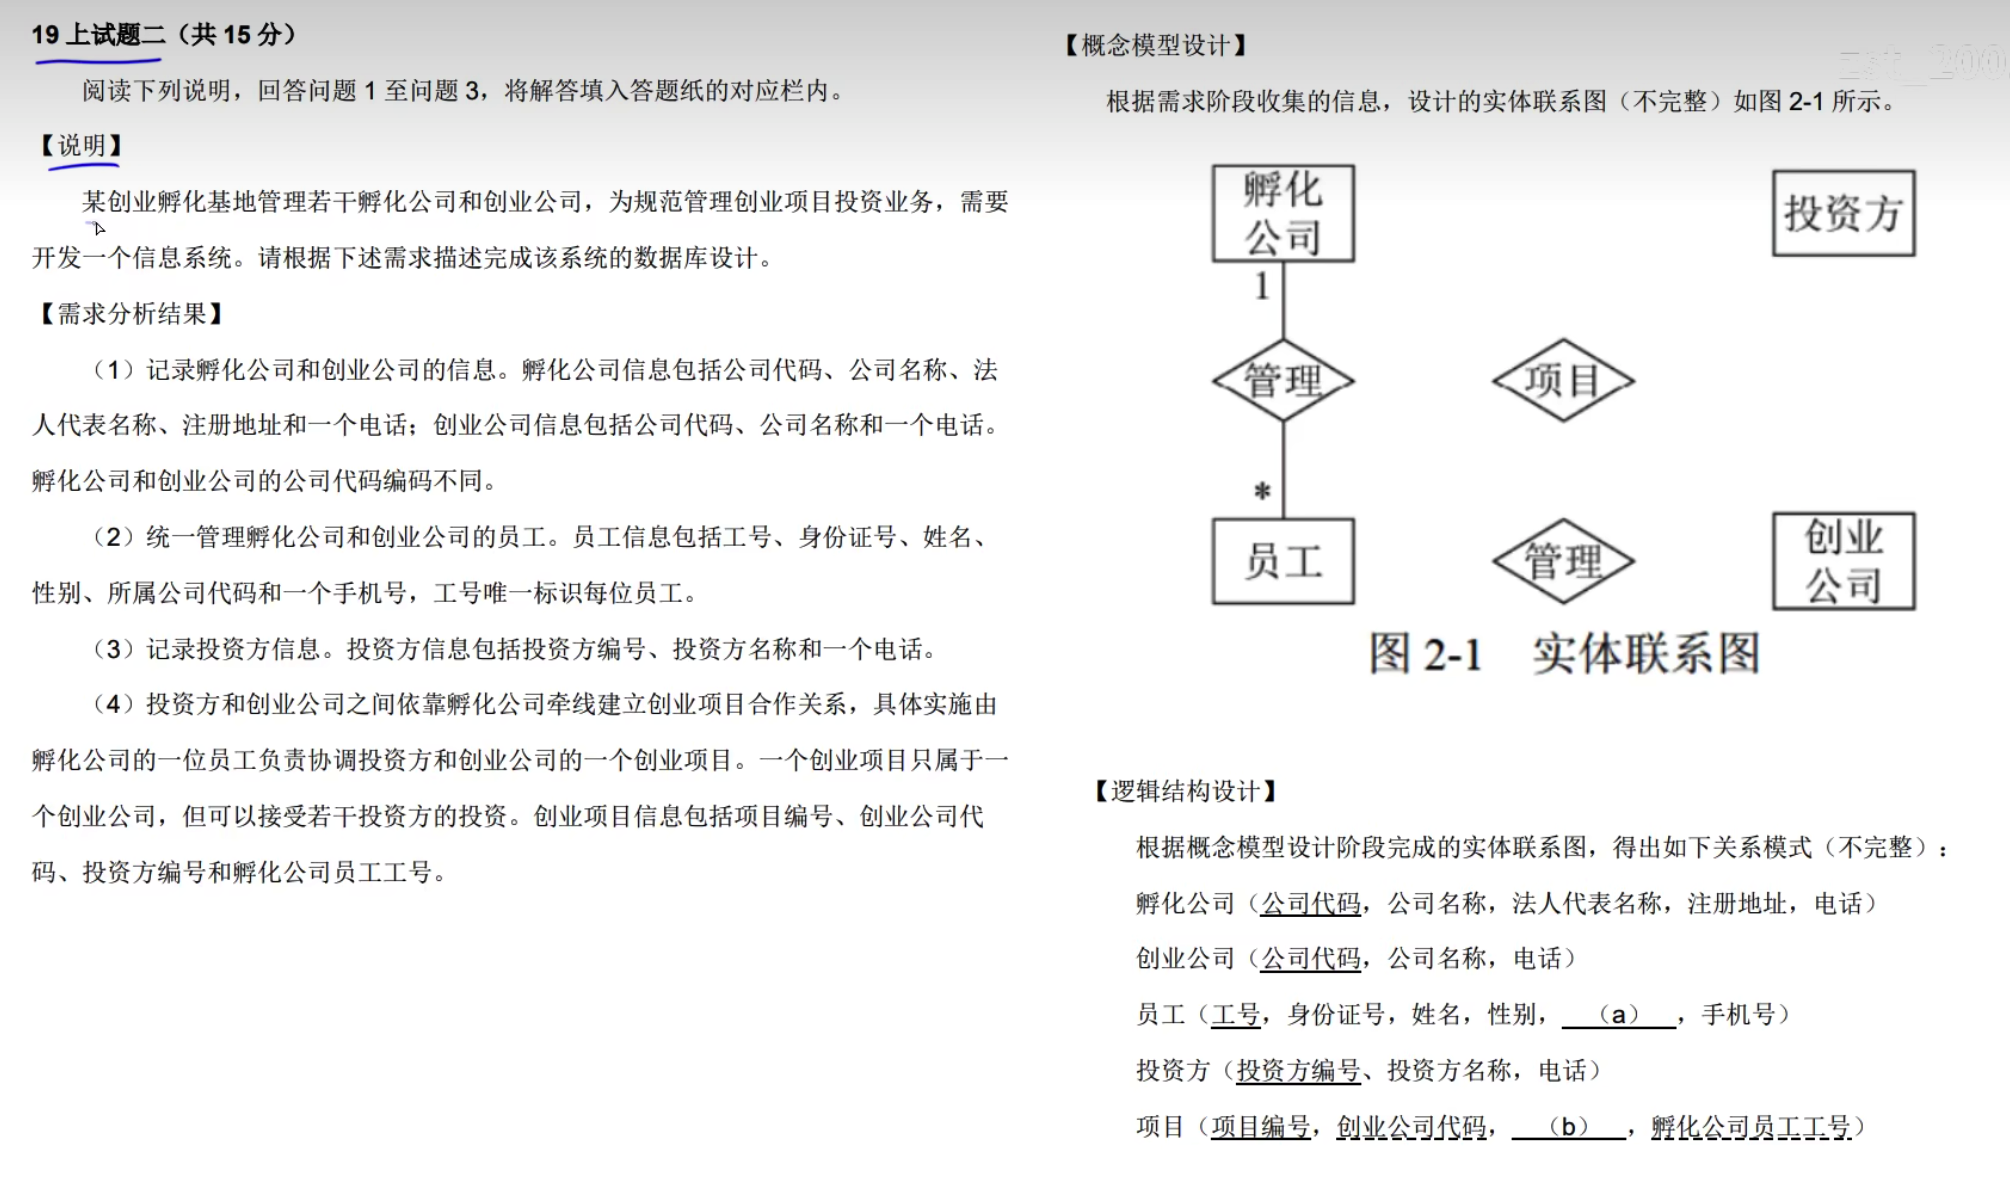 19 上试题二（共 15 分）
阅读下列说明，回答问题 1 至问题 3，将解答填入答题纸的对应栏内。
【说明】
某创业孵化基地管理若干孵化公司和创业公司，为规范管理创业项目投资业务，需要
开发一个信息系统。请根据下述需求描述完成该系统的数据库设计。
【需求分析结果】
（1）记录孵化公司和创业公司的信息。孵化公司信息包括公司代码、公司名称、法
人代表名称、注册地址和一个电话；创业公司信息包括公司代码、公司名称和一个电话。
孵化公司和创业公司的公司代码编码不同。
（2）统一管理孵化公司和创业公司的员工。员工信息包括工号、身份证号、姓名、
性别、所属公司代码和一个手机号，工号唯一标识每位员工。
（3）记录投资方信息。投资方信息包括投资方编号、投资方名称和一个电话。
（4）投资方和创业公司之间依靠孵化公司牵线建立创业项目合作关系，具体实施由
孵化公司的一位员工负责协调投资方和创业公司的一个创业项目。一个创业项目只属于一
个创业公司，但可以接受若干投资方的投资。创业项目信息包括项目编号、创业公司代
码、投资方编号和孵化公司员工工号。
【概念模型设计】
根据需求阶段收集的信息，设计的实体联系图（不完整）如图 2-1 所示。
孵化
公司
投资方
1
管理
项目
*
员工
管理
创业
公司
图 2-1 实体联系图
【逻辑结构设计】
根据概念模型设计阶段完成的实体联系图，得出如下关系模式（不完整）：
孵化公司（公司代码，公司名称，法人代表名称，注册地址，电话）
创业公司（公司代码，公司名称，电话）
员工（工号，身份证号，姓名，性别，（a），手机号）
投资方（投资方编号、投资方名称，电话）
项目（项目编号，创业公司代码，（b），孵化公司员工工号）